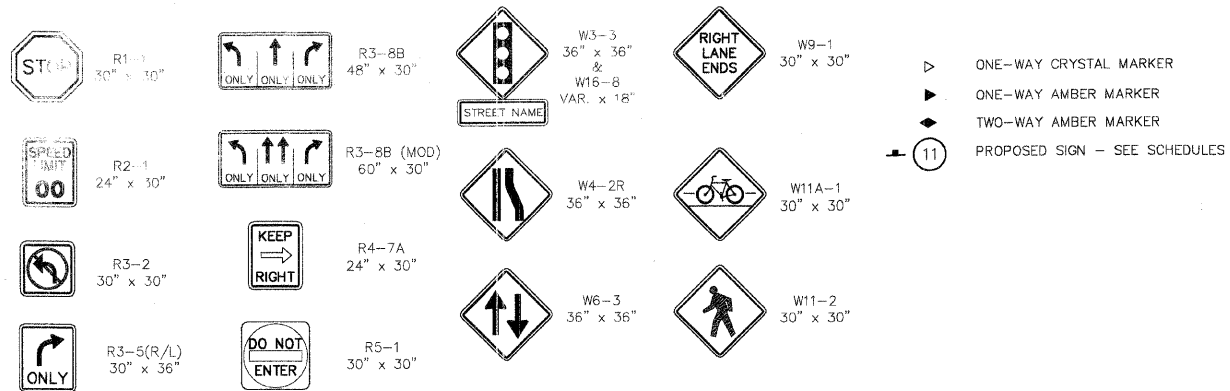 STOP
R1-1
30" x 30"
SPEED
LIMIT
00
R2-1
24" x 30"
R3-2
30" x 30"
ONLY
R3-5(R/L)
30" x 36"
ONLY ONLY ONLY
R3-8B
48" x 30"
ONLY ONLY ONLY
R3-8B (MOD)
60" x 30"
KEEP
RIGHT
R4-7A
24" x 30"
DO NOT
ENTER
R5-1
30" x 30"
STREET NAME
W3-3
36" x 36"
&
W16-8
VAR. x 18"
W4-2R
36" x 36"
W6-3
36" x 36"
RIGHT
LANE
ENDS
W9-1
30" x 30"
W11A-1
30" x 30"
W11-2
30" x 30"
ONE-WAY CRYSTAL MARKER
ONE-WAY AMBER MARKER
TWO-WAY AMBER MARKER
11 PROPOSED SIGN - SEE SCHEDULES